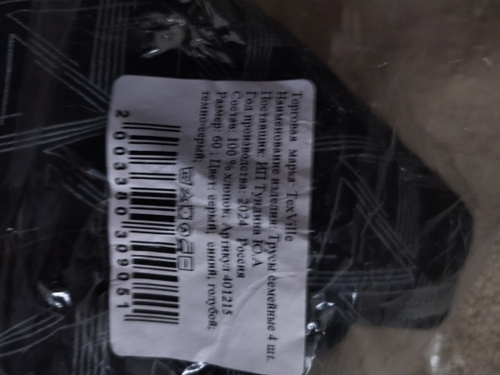 Торговая марка: TexVille
Наименование изделия: Трусы семейные 4 шт.
Поставщик: ИП Тундина Ю.А
Год производства: 2024 Россия
Состав: 100 % хлопок, Артикул 401215
Размер: 60 , Цвет: серый, синий, голубой;
темно-серый;
2003380309051